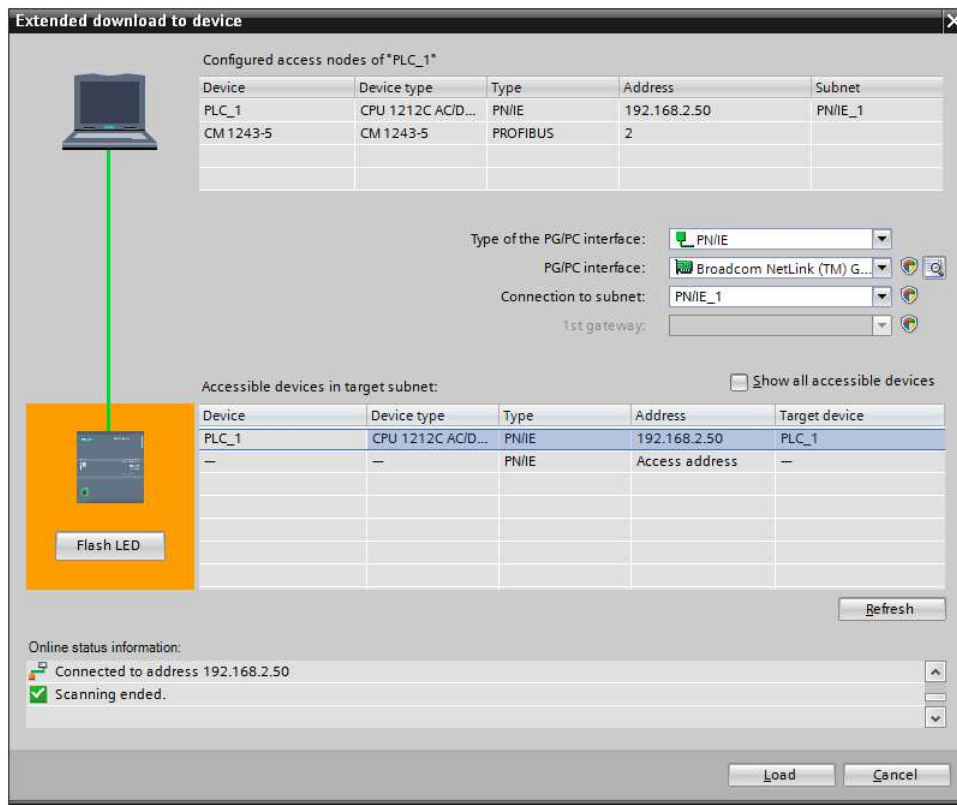 Extended download to device
Configured access nodes of "PLC_1"
Device Device type Type Address Subnet
PLC_1 CPU 1212C AC/D... PN/IE 192.168.2.50 PN/IE_1
CM 1243-5 CM 1243-5 PROFIBUS 2
Type of the PG/PC interface: PN/IE
PG/PC interface: Broadcom NetLink (TM) G...
Connection to subnet: PN/IE_1
1st gateway:
Accessible devices in target subnet: Show all accessible devices
Device Device type Type Address Target device
PLC_1 CPU 1212C AC/D... PN/IE 192.168.2.50 PLC_1
— — PN/IE Access address —
Flash LED
Refresh
Online status information:
Connected to address 192.168.2.50
Scanning ended.
Load Cancel